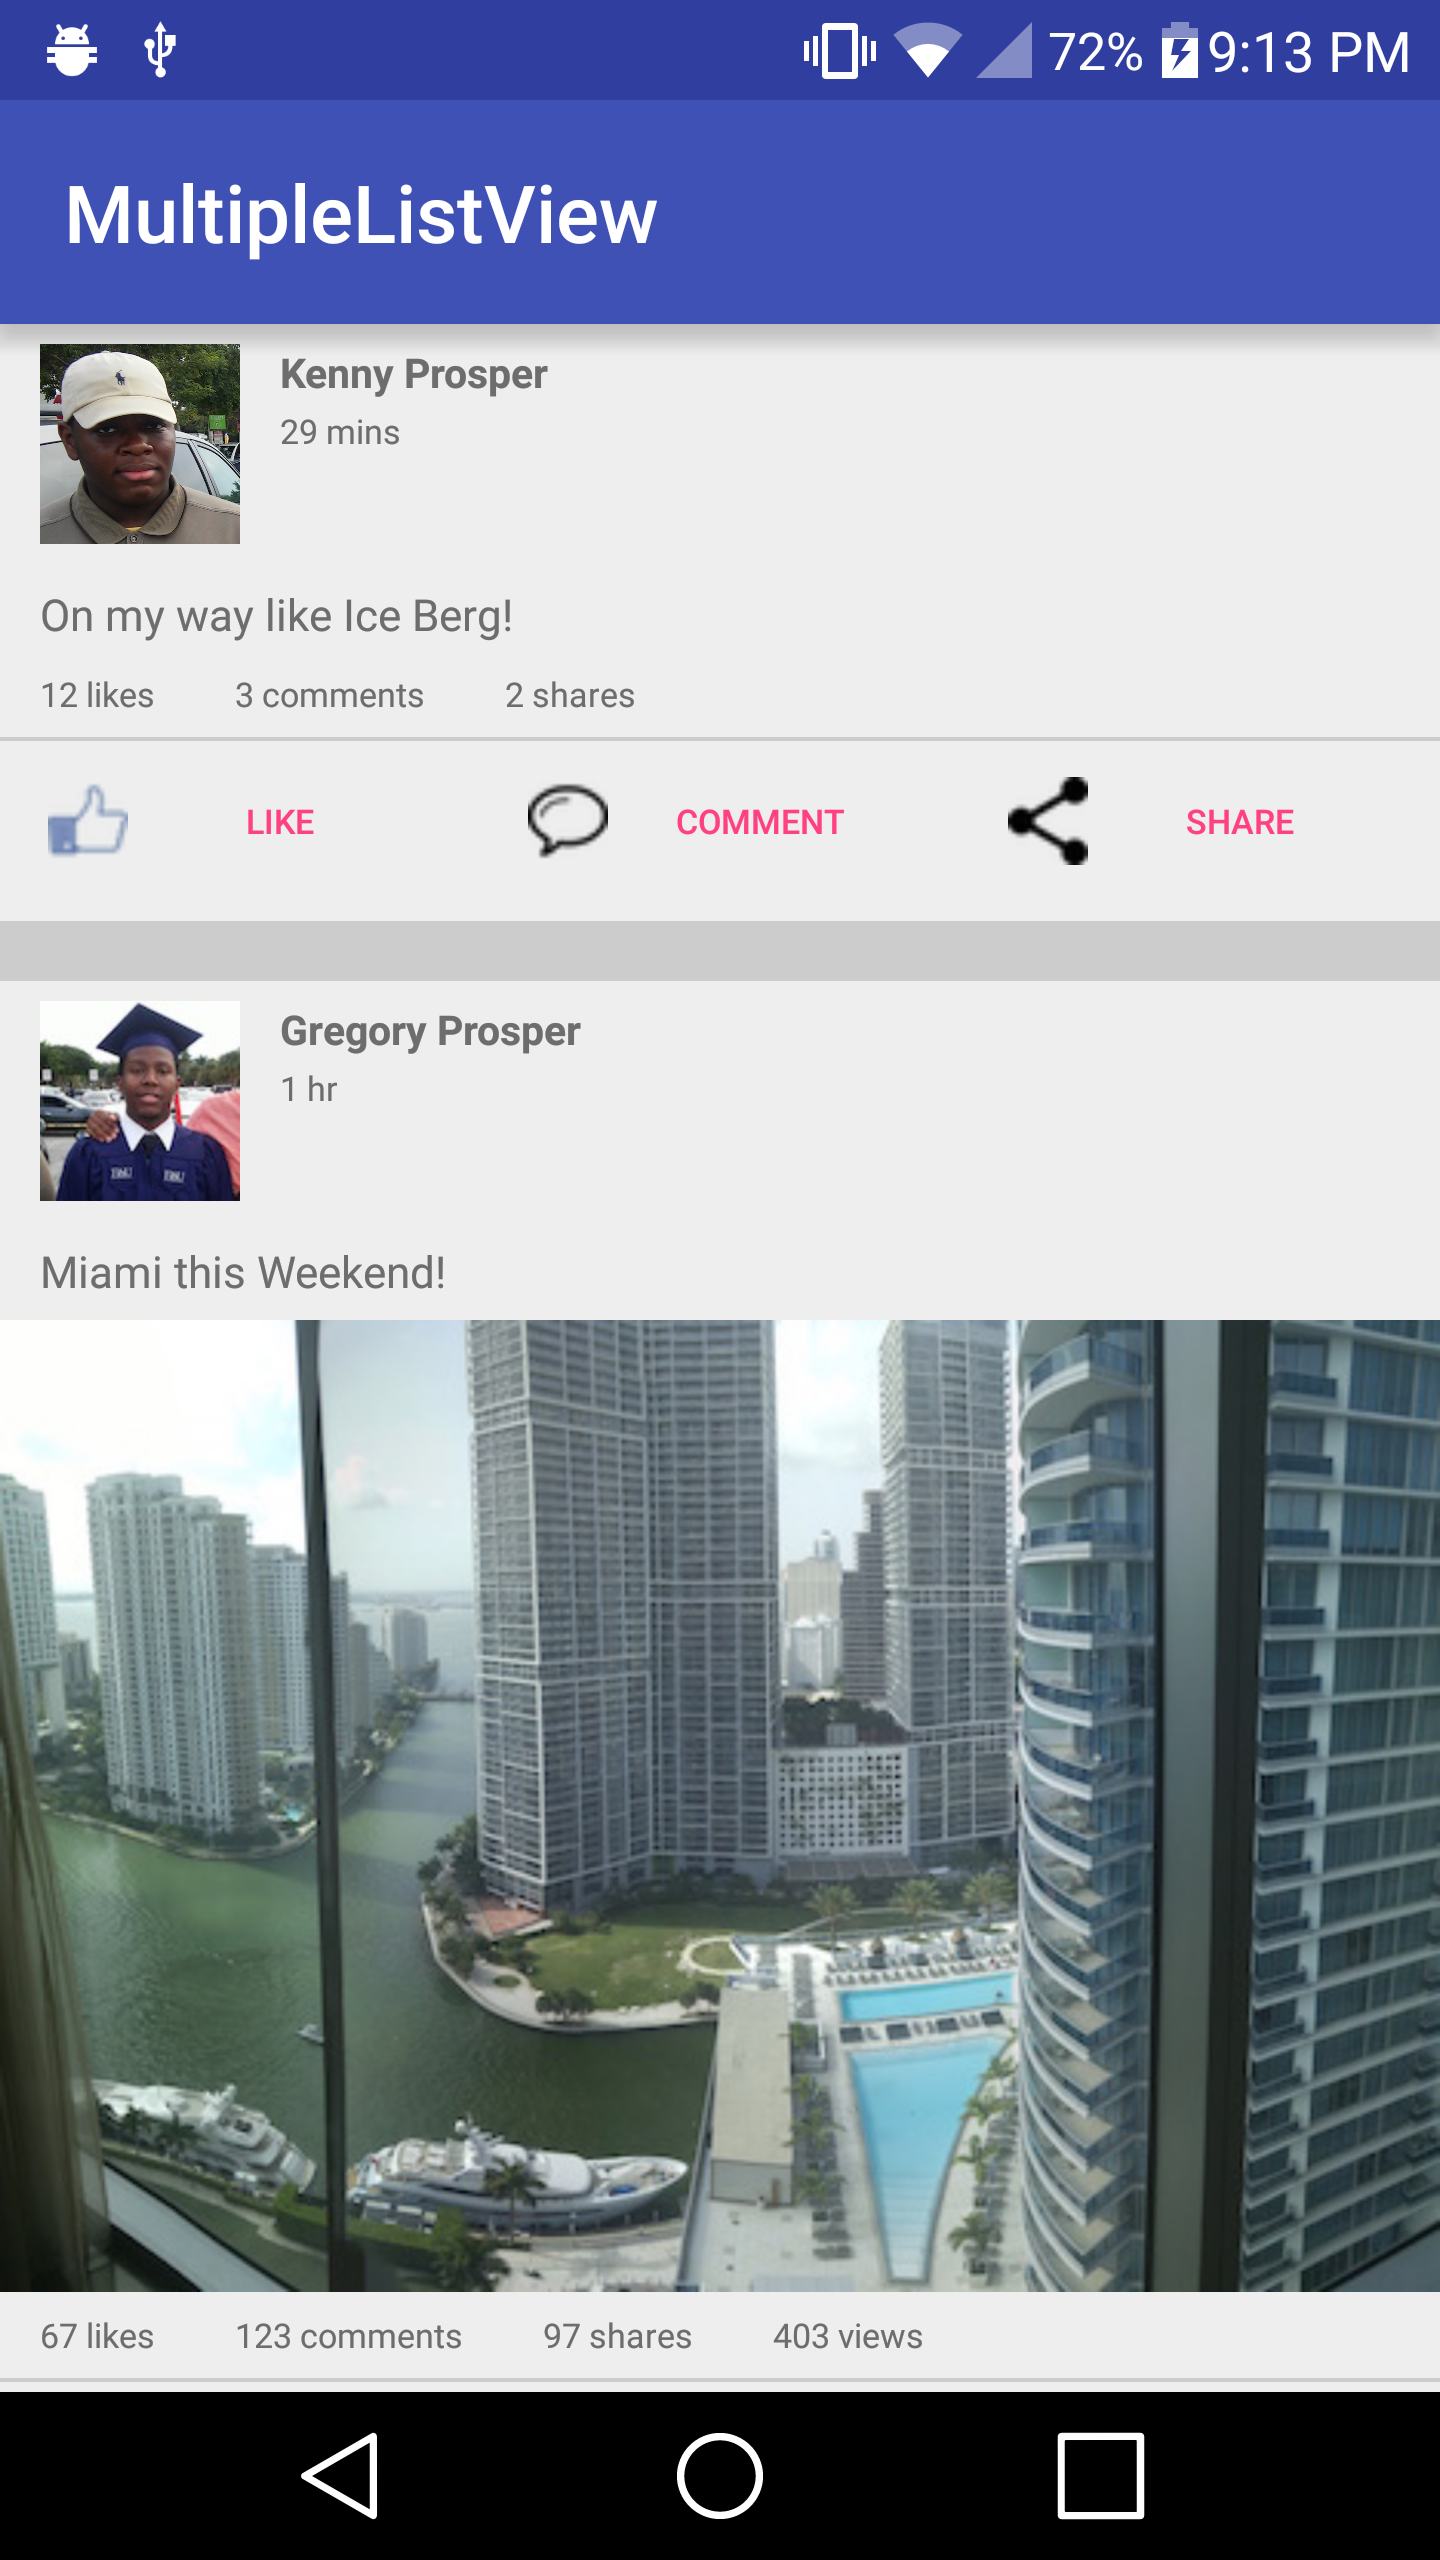 72% 9:13 PM
MultipleListView
Kenny Prosper
29 mins
On my way like Ice Berg!
12 likes 3 comments 2 shares
LIKE COMMENT SHARE
Gregory Prosper
1 hr
Miami this Weekend!
67 likes 123 comments 97 shares 403 views